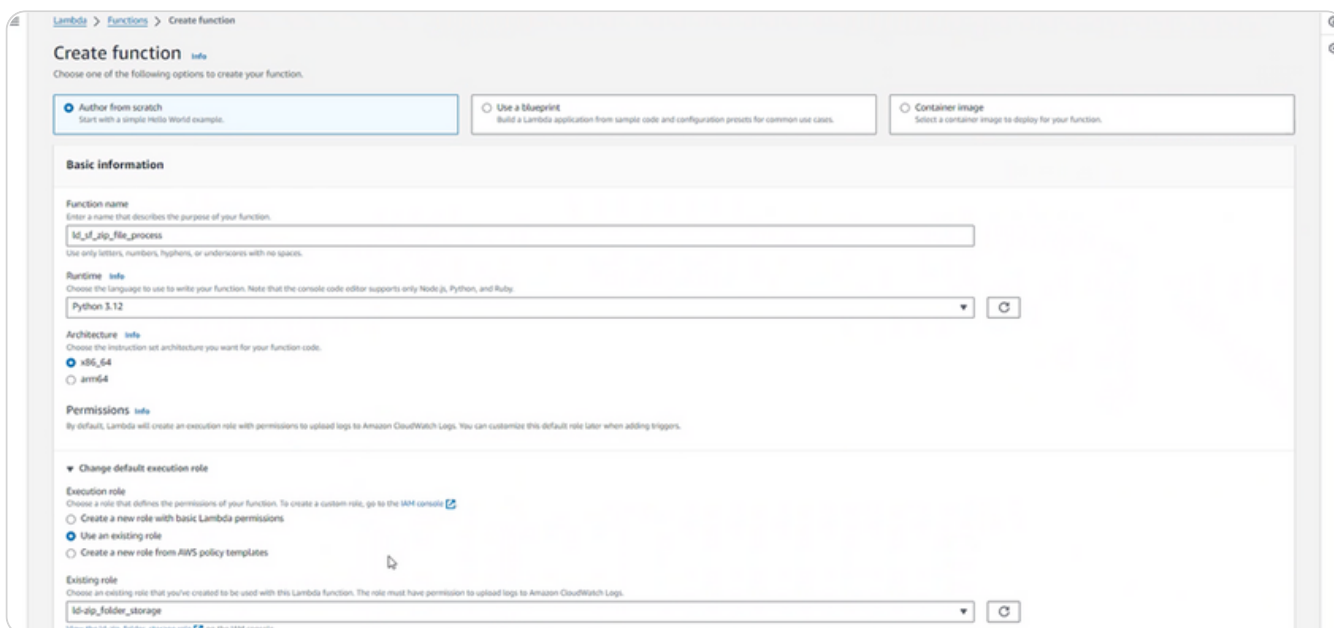 Lambda > Functions > Create function
Create function Info
Choose one of the following options to create your function.
Author from scratch
Start with a simple Hello World example.
Use a blueprint
Build a Lambda application from sample code and configuration presets for common use cases.
Container image
Select a container image to deploy for your function.
Basic information
Function name
Enter a name that describes the purpose of your function.
ld_sf_zip_file_process
Use only letters, numbers, hyphens, or underscores with no spaces.
Runtime Info
Choose the language to use to write your function. Note that the console code editor supports only Node.js, Python, and Ruby.
Python 3.12
Architecture Info
Choose the instruction set architecture you want for your function code.
x86_64
arm64
Permissions Info
By default, Lambda will create an execution role with permissions to upload logs to Amazon CloudWatch Logs. You can customize this default role later when adding triggers.
Change default execution role
Execution role
Choose a role that defines the permissions of your function. To create a custom role, go to the IAM console
Create a new role with basic Lambda permissions
Use an existing role
Create a new role from AWS policy templates
Existing role
Choose an existing role that you've created to be used with this Lambda function. The role must have permission to upload logs to Amazon CloudWatch Logs.
ld-zip_folder_storage